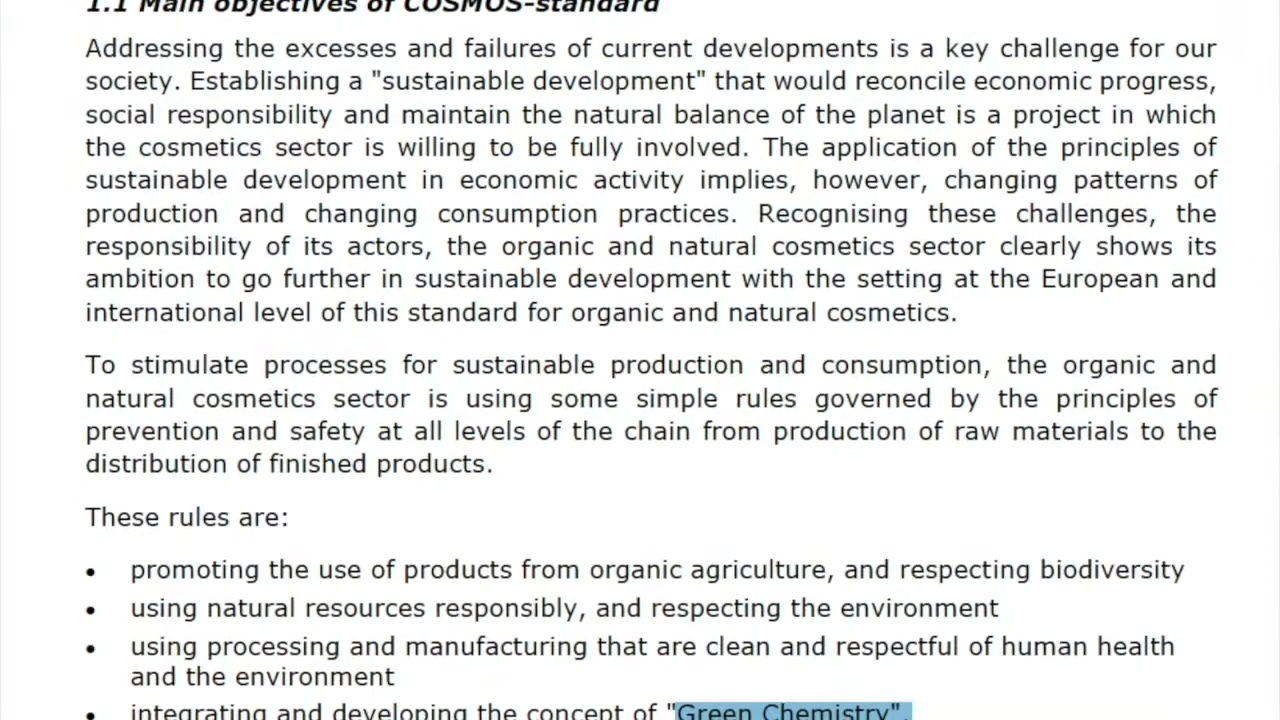 1.1 Main objectives of COSMOS-standard
Addressing the excesses and failures of current developments is a key challenge for our
society. Establishing a "sustainable development" that would reconcile economic progress,
social responsibility and maintain the natural balance of the planet is a project in which
the cosmetics sector is willing to be fully involved. The application of the principles of
sustainable development in economic activity implies, however, changing patterns of
production and changing consumption practices. Recognising these challenges, the
responsibility of its actors, the organic and natural cosmetics sector clearly shows its
ambition to go further in sustainable development with the setting at the European and
international level of this standard for organic and natural cosmetics.
To stimulate processes for sustainable production and consumption, the organic and
natural cosmetics sector is using some simple rules governed by the principles of
prevention and safety at all levels of the chain from production of raw materials to the
distribution of finished products.
These rules are:
• promoting the use of products from organic agriculture, and respecting biodiversity
• using natural resources responsibly, and respecting the environment
• using processing and manufacturing that are clean and respectful of human health
and the environment
• integrating and developing the concept of "Green Chemistry".